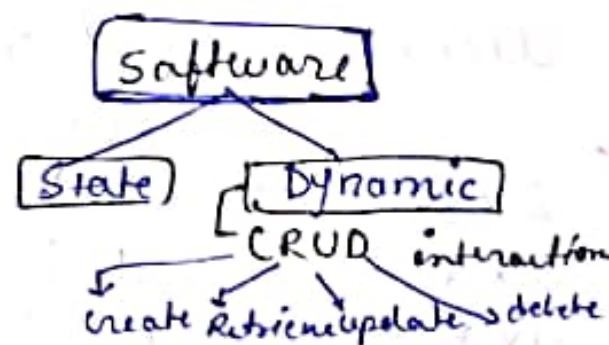 Software
State Dynamic
CRUD interaction
create Retrieve update delete